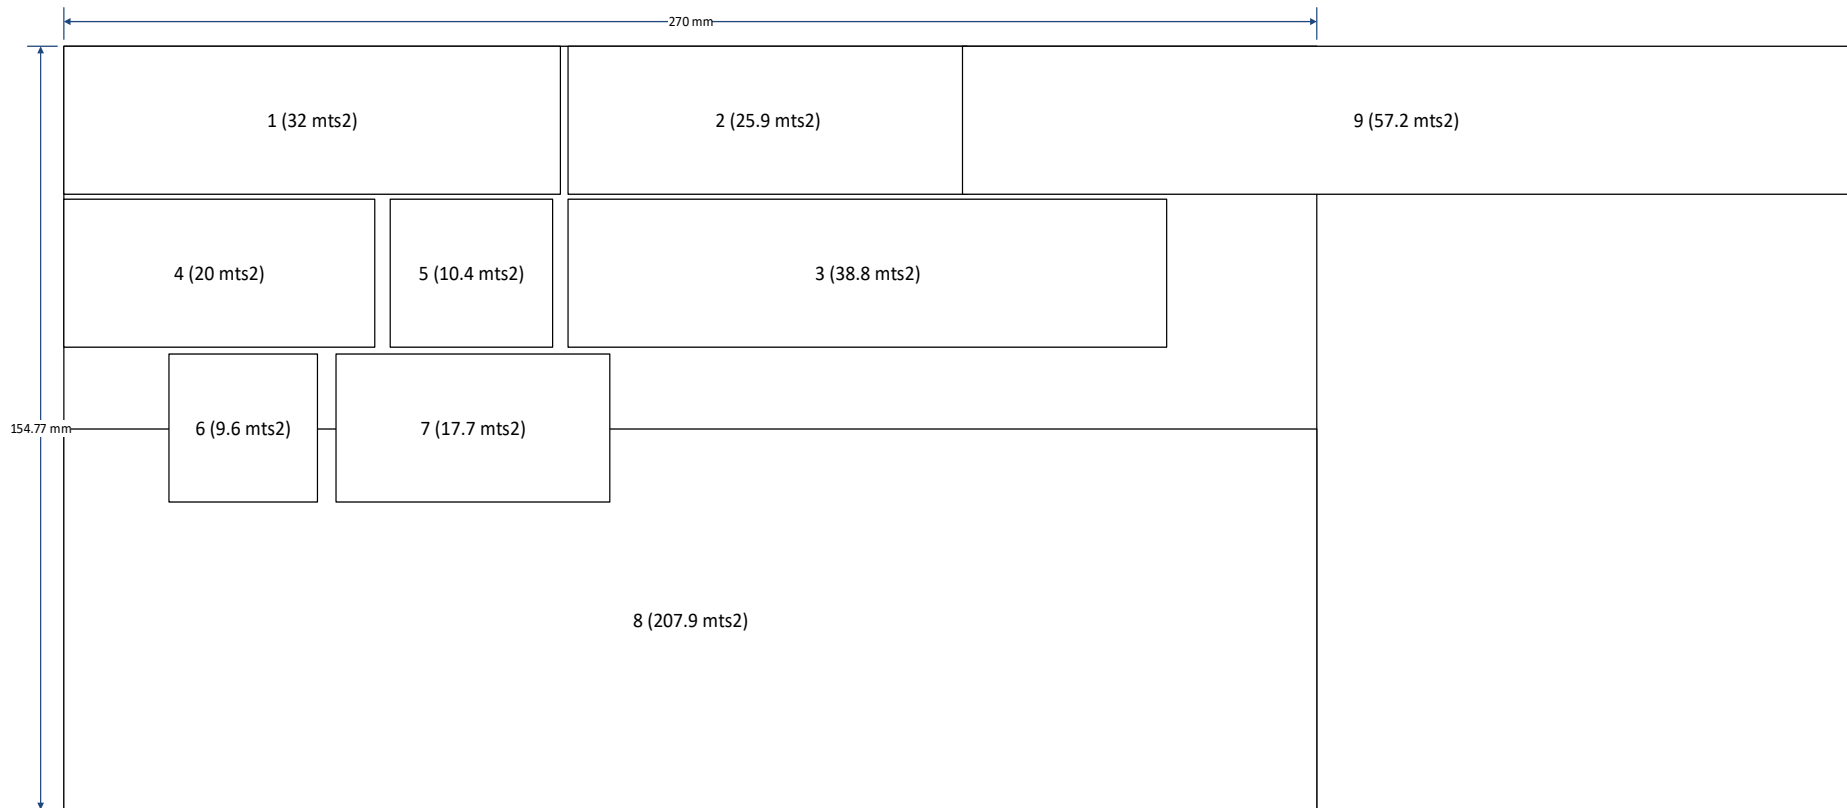 270 mm
1 (32 mts2)
2 (25.9 mts2)
9 (57.2 mts2)
4 (20 mts2)
5 (10.4 mts2)
3 (38.8 mts2)
154.77 mm
6 (9.6 mts2)
7 (17.7 mts2)
8 (207.9 mts2)